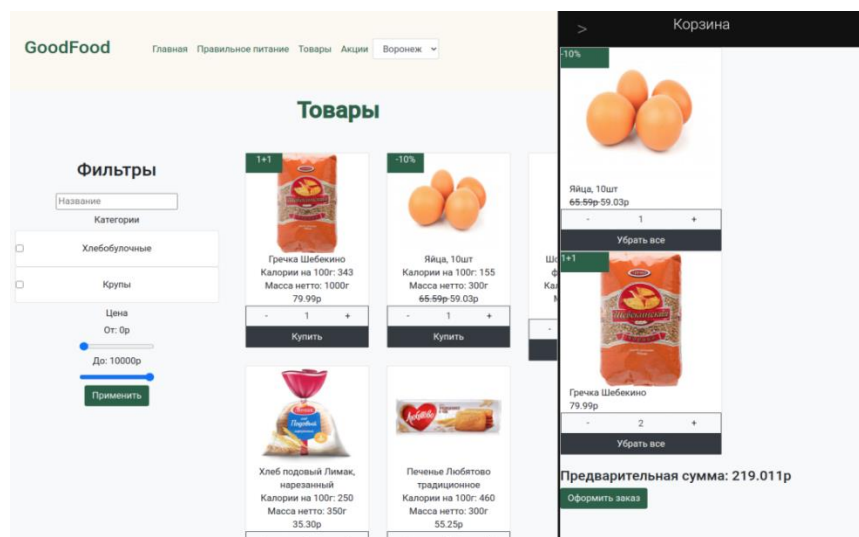 GoodFood
Главная Правильное питание Товары Акции Воронеж
Товары
Фильтры
Название
Категории
Хлебобулочные
Крупы
Цена
От: 0р
До: 10000р
Применить
1+1
Гречка Шебекино
Калории на 100г: 343
Масса нетто: 1000г
79.99р
- 1 +
Купить
-10%
Яйца, 10шт
Калории на 100г: 155
Масса нетто: 300г
65.59р 59.03р
- 1 +
Купить
Хлеб подовый Лимак,
нарезанный
Калории на 100г: 250
Масса нетто: 350г
35.30р
Любятово
Печенье Любятово
традиционное
Калории на 100г: 460
Масса нетто: 300г
55.25р
> Корзина
-10%
Яйца, 10шт
65.59р 59.03р
- 1 +
Убрать все
1+1
Шебекинская
Гречка Шебекино
79.99р
- 2 +
Убрать все
Предварительная сумма: 219.011р
Оформить заказ